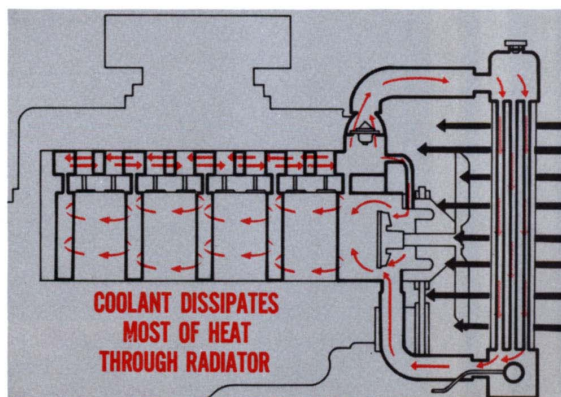 COOLANT DISSIPATES
MOST OF HEAT
THROUGH RADIATOR